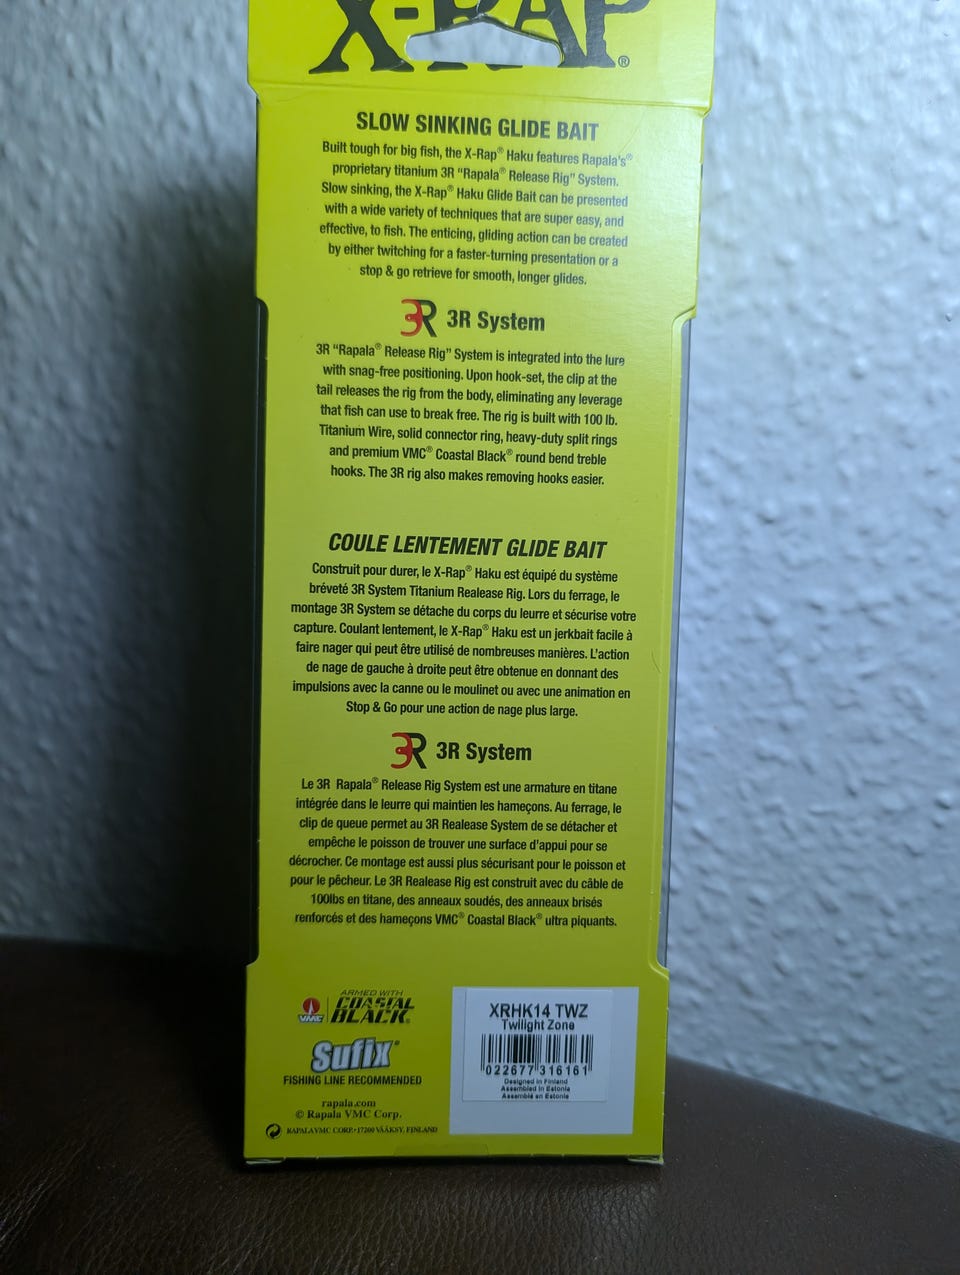 X-RAP®
SLOW SINKING GLIDE BAIT
Built tough for big fish, the X-Rap® Haku features Rapala's®
proprietary titanium 3R “Rapala® Release Rig” System.
Slow sinking, the X-Rap® Haku Glide Bait can be presented
with a wide variety of techniques that are super easy, and
effective, to fish. The enticing, gliding action can be created
by either twitching for a faster-turning presentation or a
stop & go retrieve for smooth, longer glides.
3R 3R System
3R “Rapala® Release Rig” System is integrated into the lure
with snag-free positioning. Upon hook-set, the clip at the
tail releases the rig from the body, eliminating any leverage
that fish can use to break free. The rig is built with 100 lb.
Titanium Wire, solid connector ring, heavy-duty split rings
and premium VMC® Coastal Black® round bend treble
hooks. The 3R rig also makes removing hooks easier.
COULE LENTEMENT GLIDE BAIT
Construit pour durer, le X-Rap® Haku est équipé du système
bréveté 3R System Titanium Realease Rig. Lors du ferrage, le
montage 3R System se détache du corps du leurre et sécurise votre
capture. Coulant lentement, le X-Rap® Haku est un jerkbait facile à
faire nager qui peut être utilisé de nombreuses manières. L'action
de nage de gauche à droite peut être obtenue en donnant des
impulsions avec la canne ou le moulinet ou avec une animation en
Stop & Go pour une action de nage plus large.
3R 3R System
Le 3R Rapala® Release Rig System est une armature en titane
intégrée dans le leurre qui maintien les hameçons. Au ferrage, le
clip de queue permet au 3R Realease System de se détacher et
empêche le poisson de trouver une surface d'appui pour se
décrocher. Ce montage est aussi plus sécurisant pour le poisson et
pour le pêcheur. Le 3R Realease Rig est construit avec du câble de
100lbs en titane, des anneaux soudés, des anneaux brisés
renforcés et des hameçons VMC® Coastal Black® ultra piquants.
ARMED WITH
VMC COASTAL
BLACK
Sufix®
FISHING LINE RECOMMENDED
rapala.com
© Rapala VMC Corp.
RAPALA VMC CORP. • 17200 VÄÄKSY, FINLAND
XRHK14 TWZ
Twilight Zone
0 22677 31616 1
Designed in Finland
Assembled in Estonia
Assemblé en Estonie